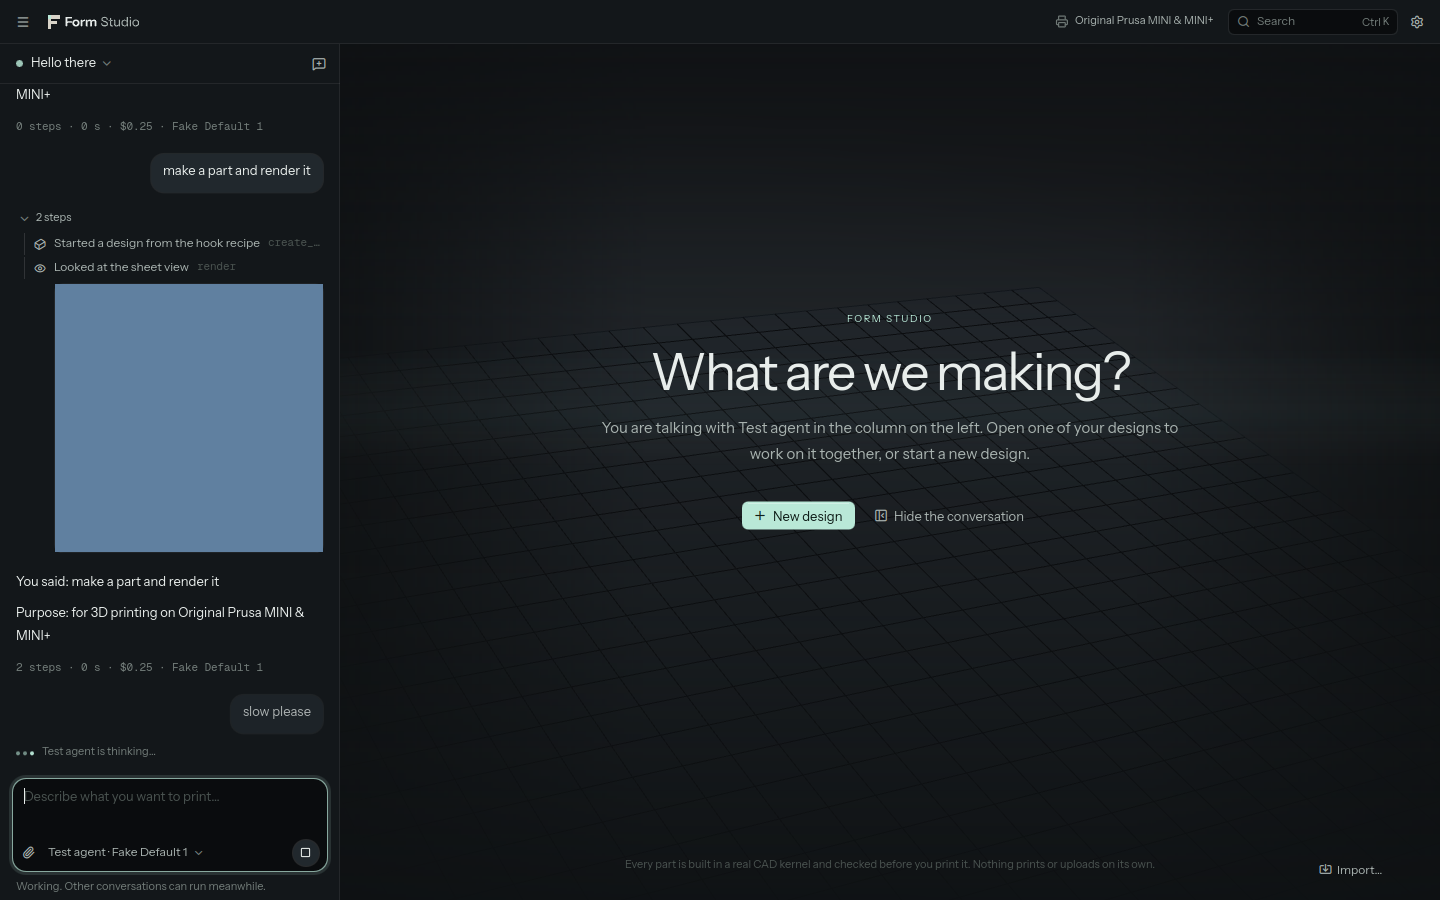 Form Studio
Original Prusa MINI & MINI+
Search
Ctrl K
Hello there
MINI+
0 steps · 0 s · $0.25 · Fake Default 1
make a part and render it
2 steps
Started a design from the hook recipe create_…
Looked at the sheet view render
You said: make a part and render it
Purpose: for 3D printing on Original Prusa MINI &
MINI+
2 steps · 0 s · $0.25 · Fake Default 1
slow please
Test agent is thinking…
Describe what you want to print…
Test agent · Fake Default 1
Working. Other conversations can run meanwhile.
FORM STUDIO
What are we making?
You are talking with Test agent in the column on the left. Open one of your designs to
work on it together, or start a new design.
New design
Hide the conversation
Every part is built in a real CAD kernel and checked before you print it. Nothing prints or uploads on its own.
Import…